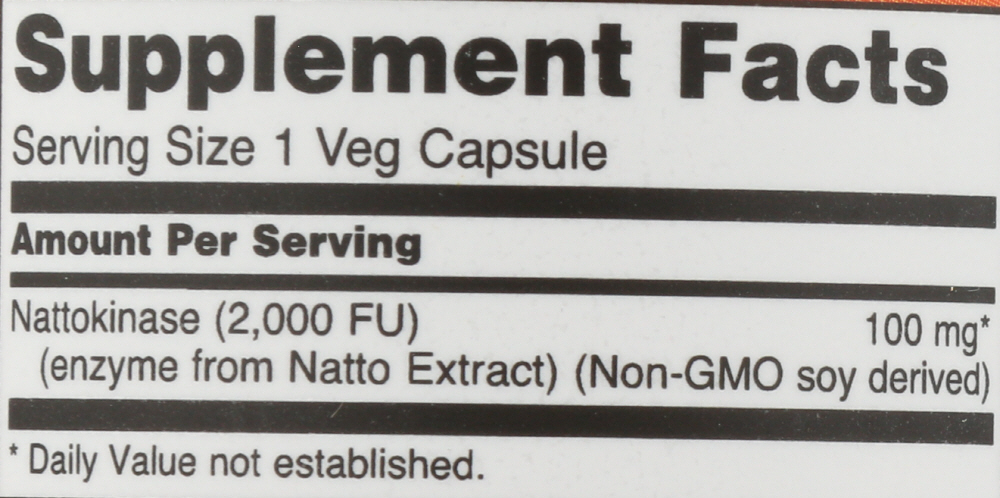 Supplement Facts
Serving Size 1 Veg Capsule
Amount Per Serving
Nattokinase (2,000 FU) 100 mg*
(enzyme from Natto Extract) (Non-GMO soy derived)
* Daily Value not established.